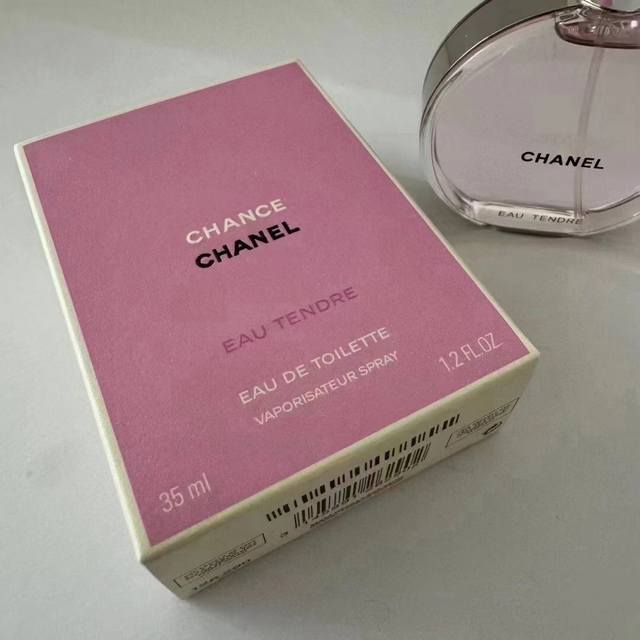 CHANCE
CHANEL
EAU TENDRE
EAU DE TOILETTE
VAPORISATEUR SPRAY
35 ml
1.2 FL.OZ
CHANEL
EAU TENDRE